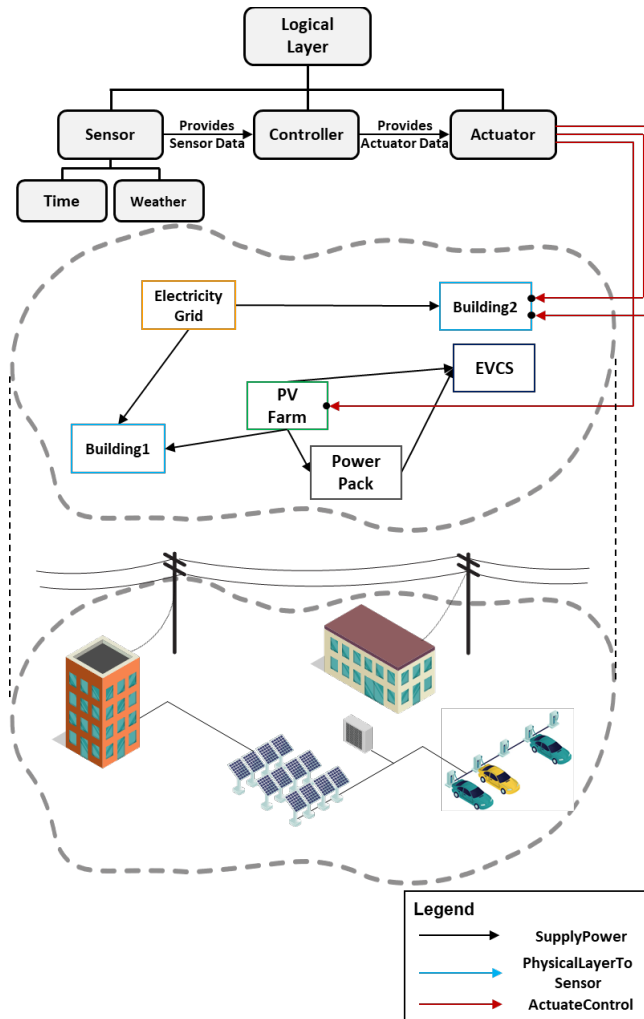 Logical
Layer
Sensor
Provides
Sensor Data
Controller
Provides
Actuator Data
Actuator
Time
Weather
Electricity
Grid
Building2
EVCS
PV
Farm
Building1
Power
Pack
Legend
SupplyPower
PhysicalLayerTo
Sensor
ActuateControl